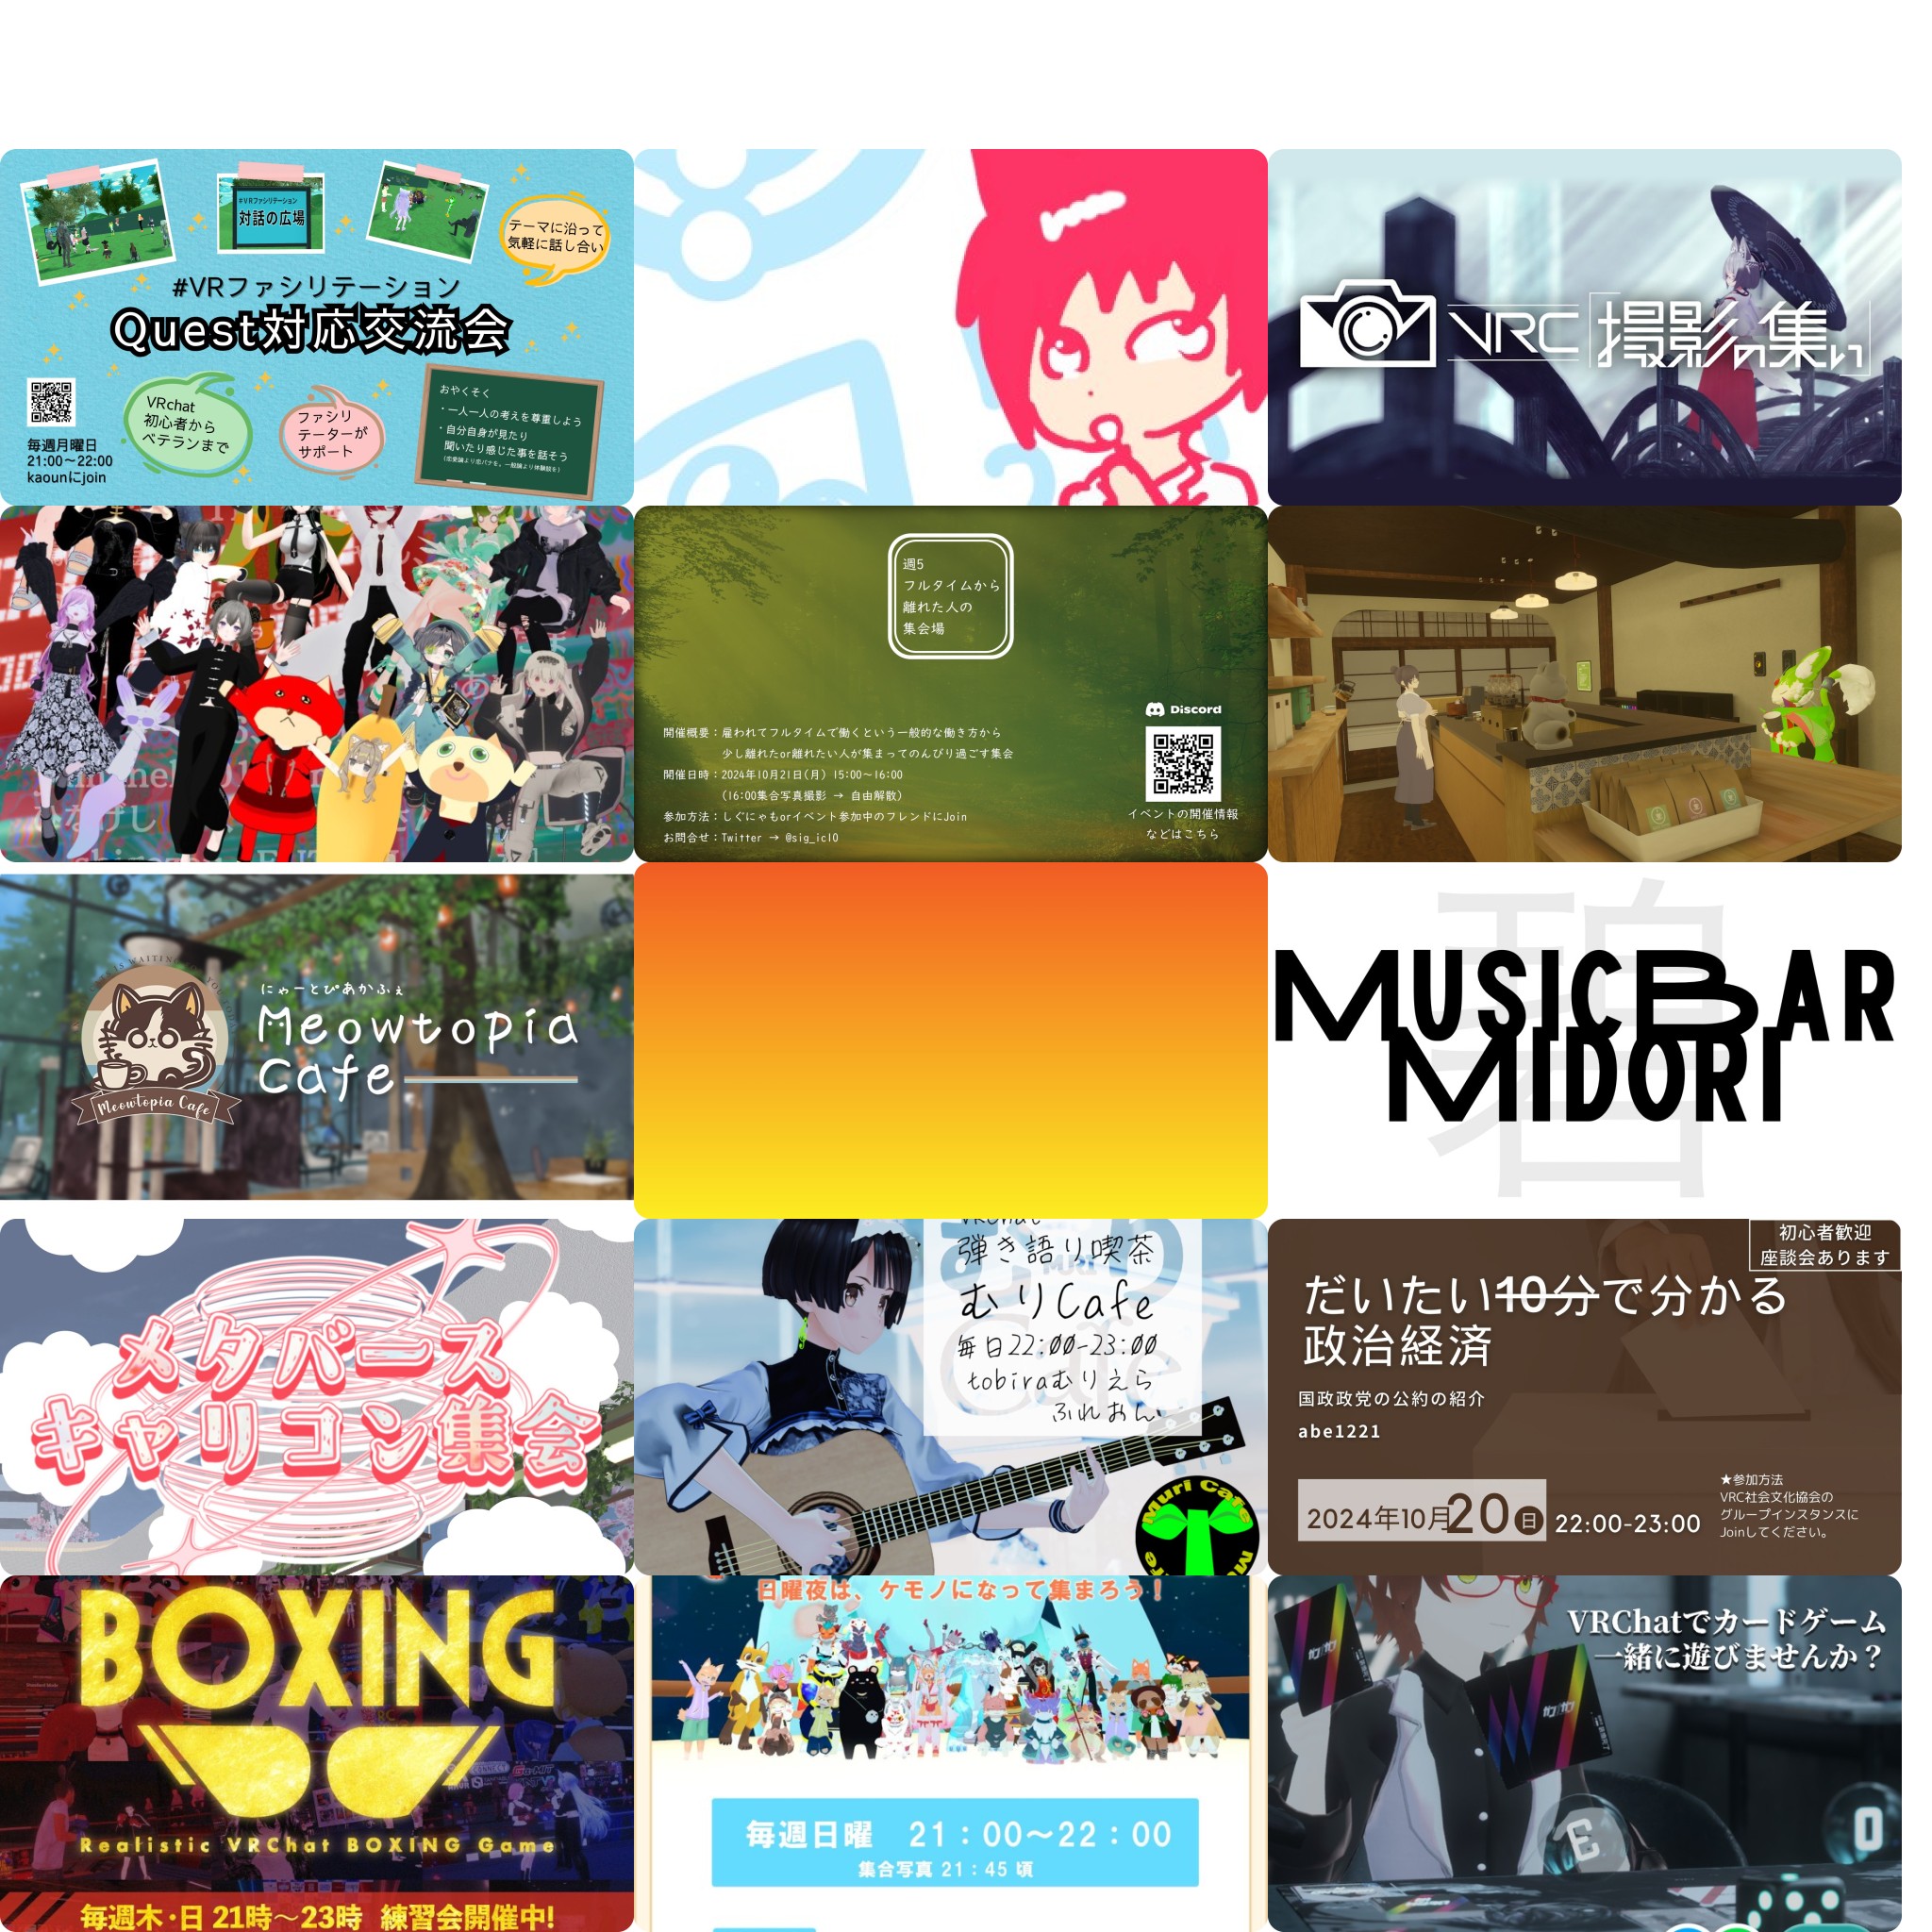 #VRファシリテーション
対話の広場
テーマに沿って
気軽に話し合い
#VRファシリテーション
Quest対応交流会
VRchat
初心者から
ベテランまで
ファシリ
テーターが
サポート
おやくそく
・一人一人の考えを尊重しよう
・自分自身が見たり
聞いたり感じた事を話そう
(恋愛論より恋バナを。一般論より体験談を)
毎週月曜日
21:00～22:00
kaounにjoin
VRC 撮影の集い
週5
フルタイムから
離れた人の
集会場
開催概要：雇われてフルタイムで働くという一般的な働き方から
少し離れたor離れたい人が集まってのんびり過ごす集会
開催日時：2024年10月21日(月) 15:00〜16:00
(16:00集合写真撮影 → 自由解散)
参加方法：しぐにゃもorイベント参加中のフレンドにJoin
お問合せ：Twitter → @sig_icl0
Discord
イベントの開催情報
などはこちら
にゃーとぴあかふぇ
Meowtopia
Cafe
Meowtopia Cafe
碧
MUSICBAR
MIDORI
メタバース
キャリコン集会
VRChat
弾き語り喫茶
むりCafe
毎日22:00-23:00
tobiraむりえら
ふれおん
Muri Cafe
初心者歓迎
座談会あります
だいたい10分で分かる
政治経済
国政政党の公約の紹介
abe1221
2024年10月20日 22:00-23:00
★参加方法
VRC社会文化協会の
グループインスタンスに
Joinしてください。
BOXING
Realistic VRChat BOXING Game
毎週木・日 21時～23時 練習会開催中!
日曜夜は、ケモノになって集まろう！
毎週日曜 21：00～22：00
集合写真 21：45 頃
VRChatでカードゲーム
一緒に遊びませんか？